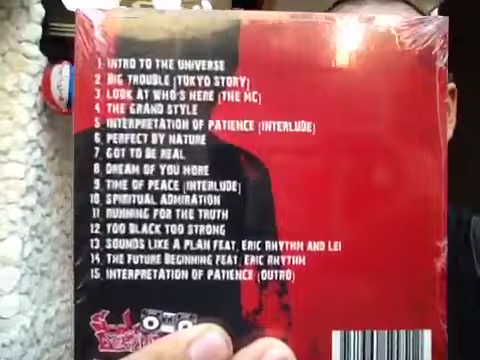 1. INTRO TO THE UNIVERSE
2. BIG TROUBLE (TOKYO STORY)
3. LOOK AT WHO'S HERE (THE MC)
4. THE GRAND STYLE
5. INTERPRETATION OF PATIENCE (INTERLUDE)
6. PERFECT BY NATURE
7. GOT TO BE REAL
8. DREAM OF YOU MORE
9. TIME OF PEACE (INTERLUDE)
10. SPIRITUAL ADMIRATION
11. RUNNING FOR THE TRUTH
12. TOO BLACK TOO STRONG
13. SOUNDS LIKE A PLAN FEAT. ERIC RHYTHM AND LEI
14. THE FUTURE BEGINNING FEAT. ERIC RHYTHM
15. INTERPRETATION OF PATIENCE (OUTRO)